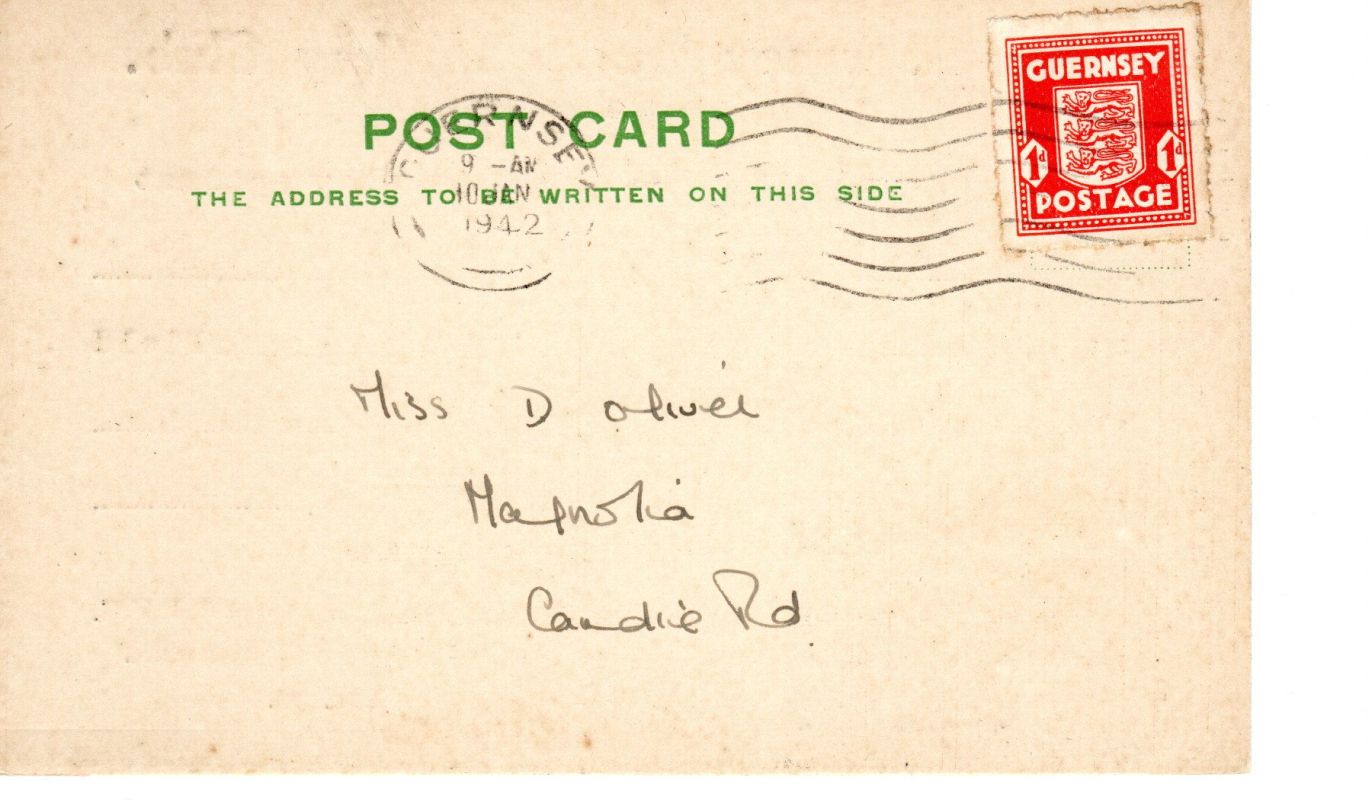 POST CARD
THE ADDRESS TO BE WRITTEN ON THIS SIDE
GUERNSEY
9 - AM
10 JAN
1942
GUERNSEY
1d 1d
POSTAGE
Miss D Oliver
Magnolia
Candie Rd